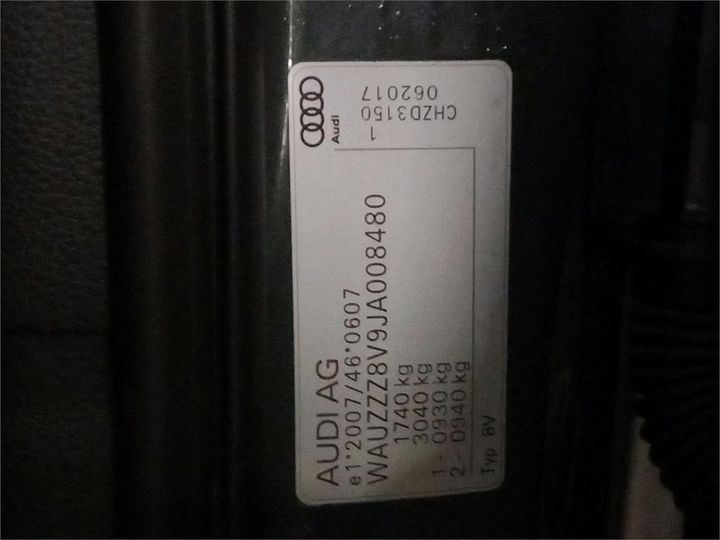 AUDI AG
e1*2007/46*0607
WAUZZZ8V9JA008480
1740 kg
3040 kg
1- 0930 kg
2- 0940 kg
Typ 8V
Audi
1
CHZD3150
062017